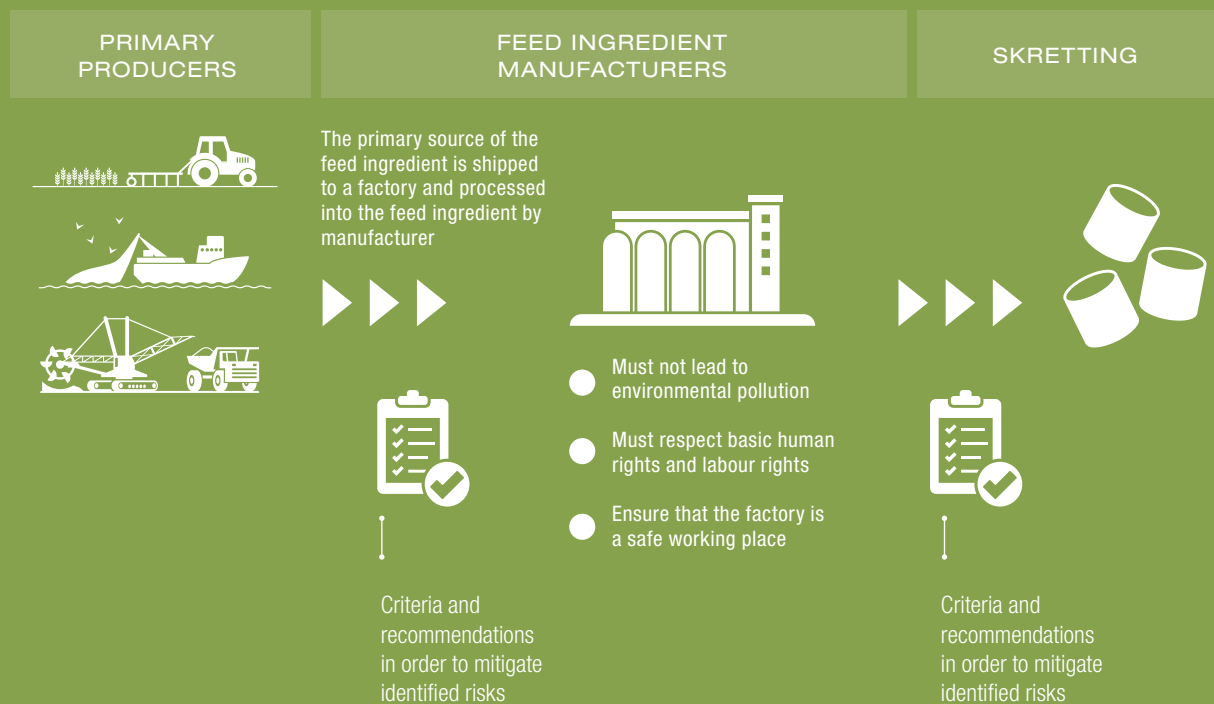 PRIMARY
PRODUCERS
FEED INGREDIENT
MANUFACTURERS
SKRETTING
The primary source of the
feed ingredient is shipped
to a factory and processed
into the feed ingredient by
manufacturer
Must not lead to
environmental pollution
Must respect basic human
rights and labour rights
Ensure that the factory is
a safe working place
Criteria and
recommendations
in order to mitigate
identified risks
Criteria and
recommendations
in order to mitigate
identified risks